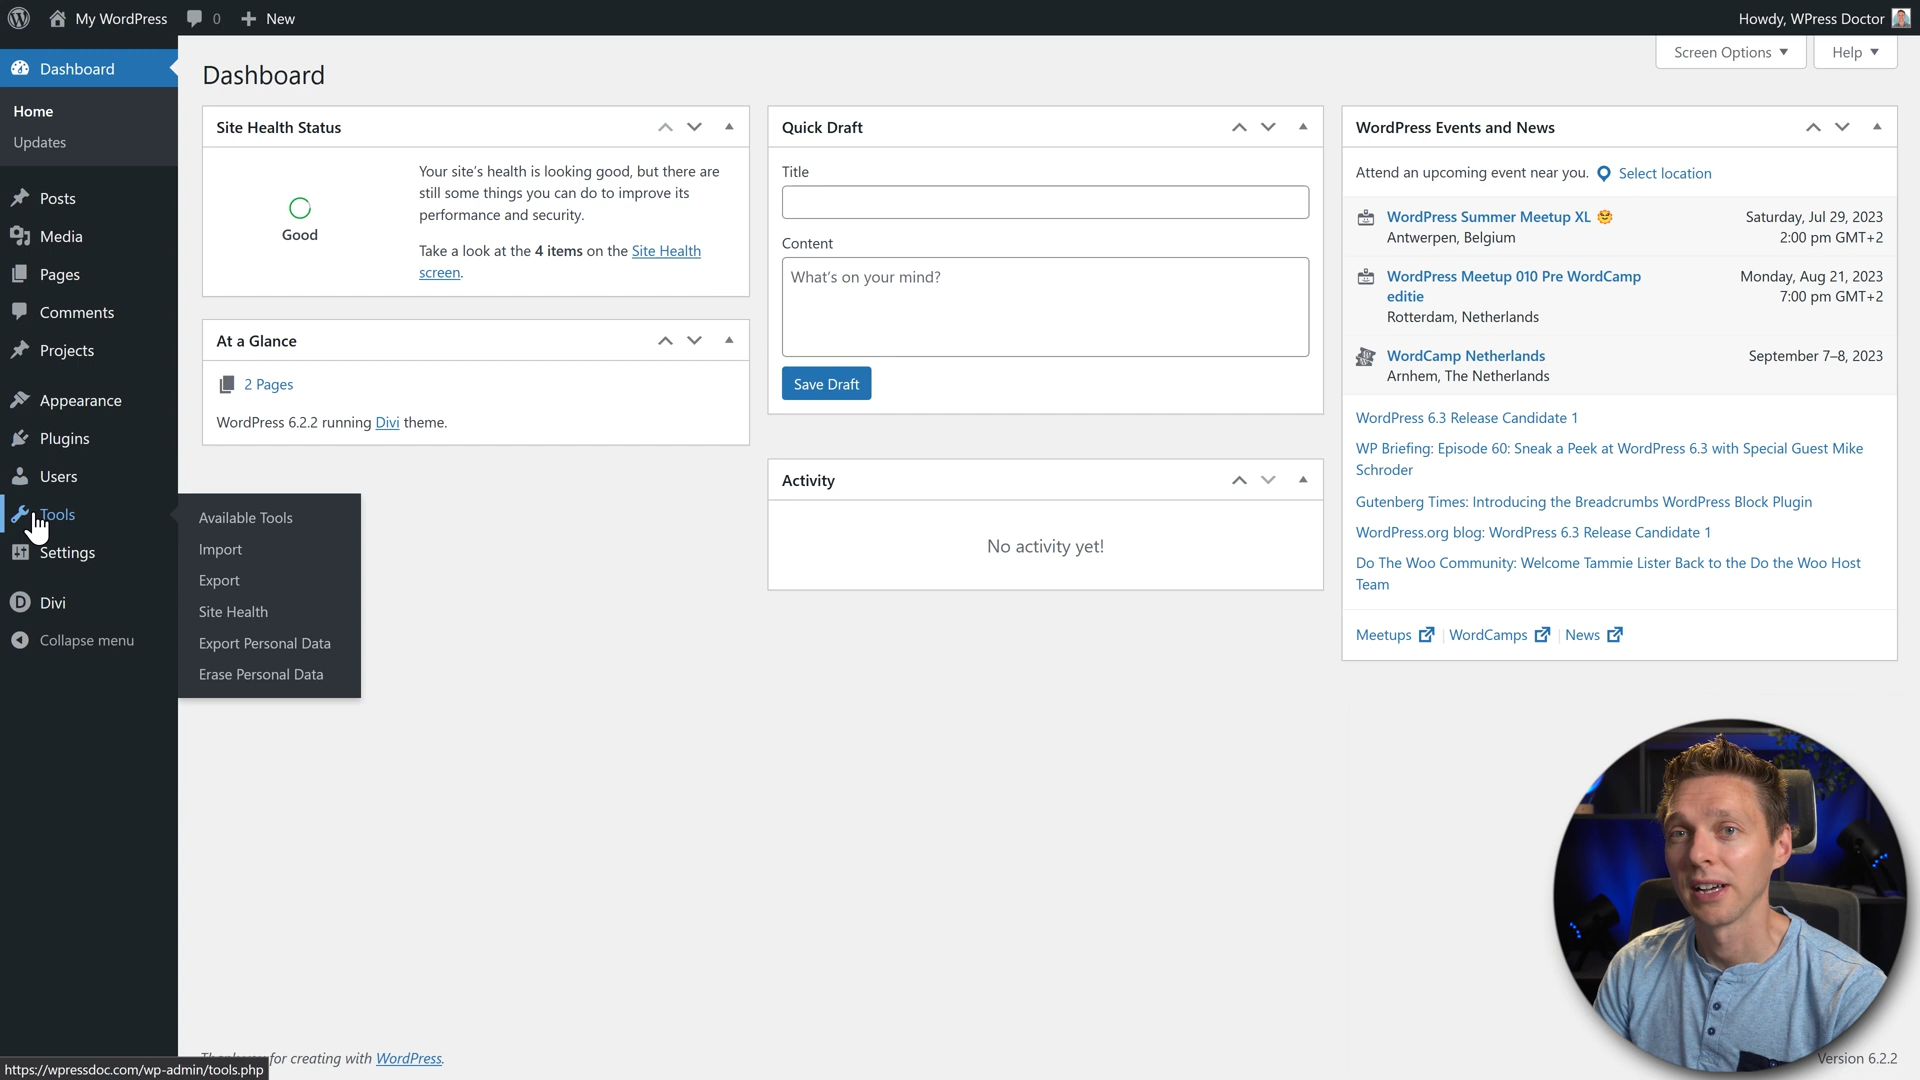 My WordPress
0
New
Howdy, WPress Doctor
Screen Options
Help
Dashboard
Home
Updates
Posts
Media
Pages
Comments
Projects
Appearance
Plugins
Users
Tools
Settings
Divi
Collapse menu
Available Tools
Import
Export
Site Health
Export Personal Data
Erase Personal Data
Dashboard
Site Health Status
Good
Your site's health is looking good, but there are
still some things you can do to improve its
performance and security.
Take a look at the 4 items on the Site Health
screen.
At a Glance
2 Pages
WordPress 6.2.2 running Divi theme.
Quick Draft
Title
Content
What's on your mind?
Save Draft
Activity
No activity yet!
WordPress Events and News
Attend an upcoming event near you. Select location
WordPress Summer Meetup XL
Antwerpen, Belgium
Saturday, Jul 29, 2023
2:00 pm GMT+2
WordPress Meetup 010 Pre WordCamp
editie
Rotterdam, Netherlands
Monday, Aug 21, 2023
7:00 pm GMT+2
WordCamp Netherlands
Arnhem, The Netherlands
September 7–8, 2023
WordPress 6.3 Release Candidate 1
WP Briefing: Episode 60: Sneak a Peek at WordPress 6.3 with Special Guest Mike
Schroder
Gutenberg Times: Introducing the Breadcrumbs WordPress Block Plugin
WordPress.org blog: WordPress 6.3 Release Candidate 1
Do The Woo Community: Welcome Tammie Lister Back to the Do the Woo Host
Team
Meetups | WordCamps | News
for creating with WordPress.
Version 6.2.2
https://wpressdoc.com/wp-admin/tools.php